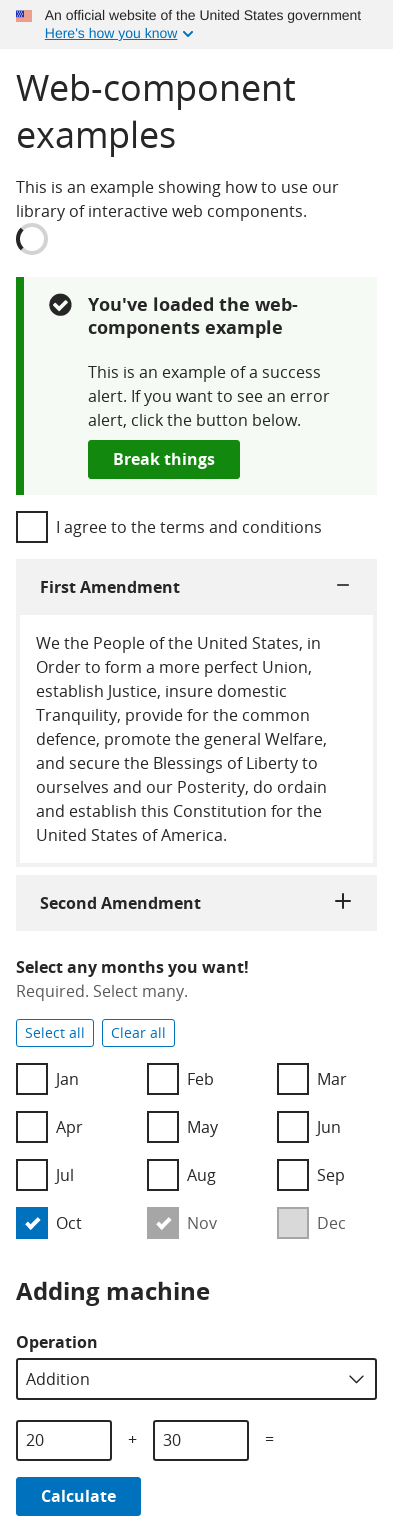 An official website of the United States government
Here's how you know
Web-component
examples
This is an example showing how to use our
library of interactive web components.
You've loaded the web-
components example
This is an example of a success
alert. If you want to see an error
alert, click the button below.
Break things
I agree to the terms and conditions
First Amendment
We the People of the United States, in
Order to form a more perfect Union,
establish Justice, insure domestic
Tranquility, provide for the common
defence, promote the general Welfare,
and secure the Blessings of Liberty to
ourselves and our Posterity, do ordain
and establish this Constitution for the
United States of America.
Second Amendment
Select any months you want!
Required. Select many.
Select all Clear all
Jan Feb Mar
Apr May Jun
Jul Aug Sep
Oct Nov Dec
Adding machine
Operation
Addition
20 + 30 =
Calculate